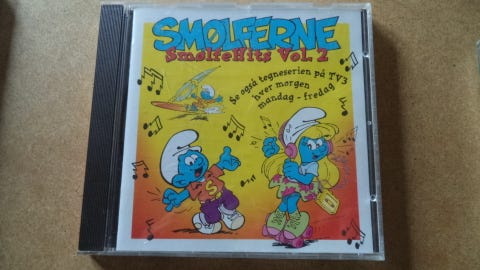 SMØLFERNE
SmølfeHits Vol. 2
Se også tegneserien på TV3
hver morgen
mandag - fredag
S